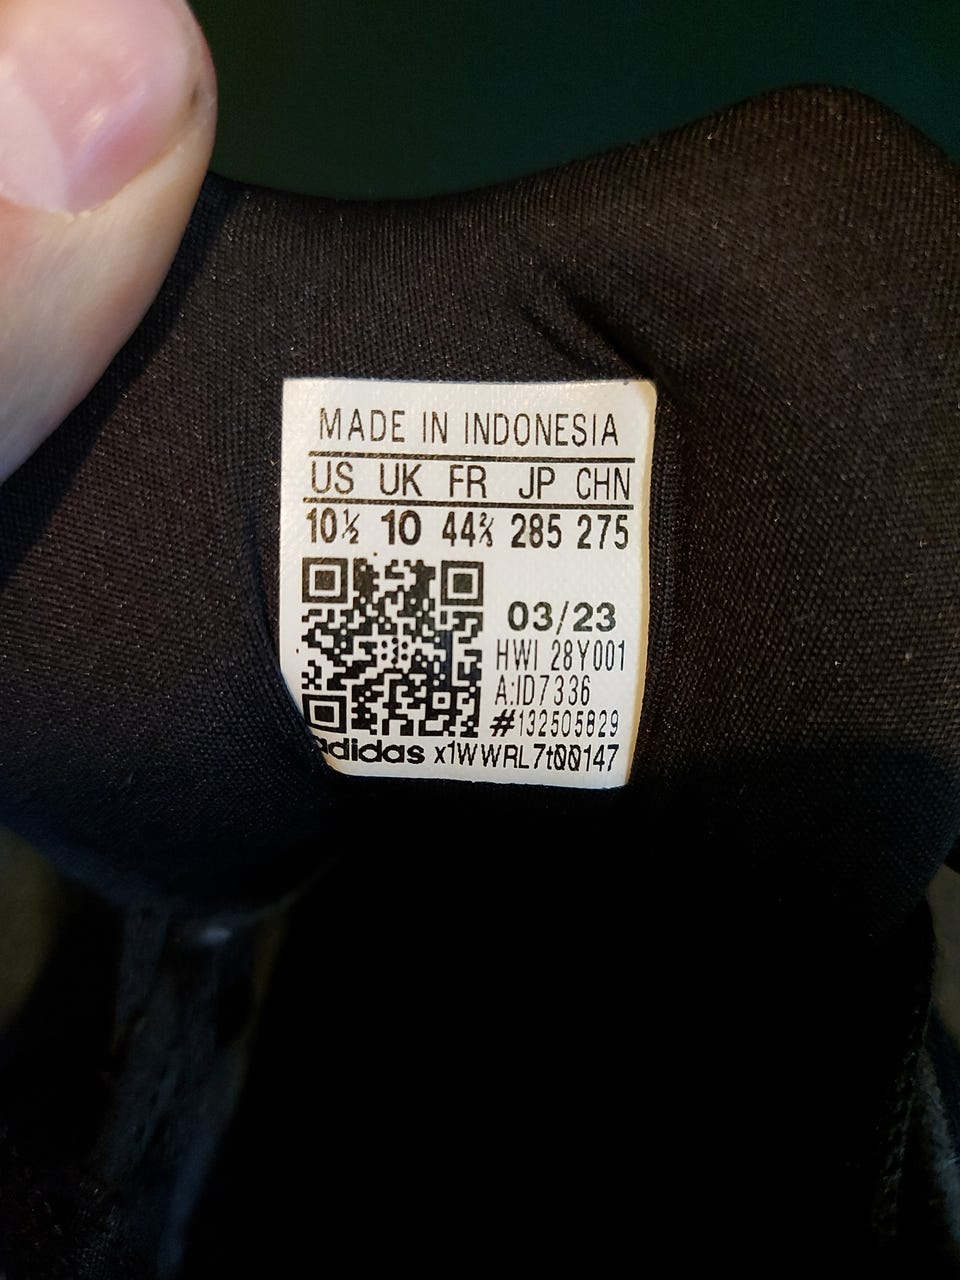 MADE IN INDONESIA
US UK FR JP CHN
10½ 10 44⅔ 285 275
03/23
HWI 28Y001
A:ID7336
#132505829
adidas x1WWRL7t00147